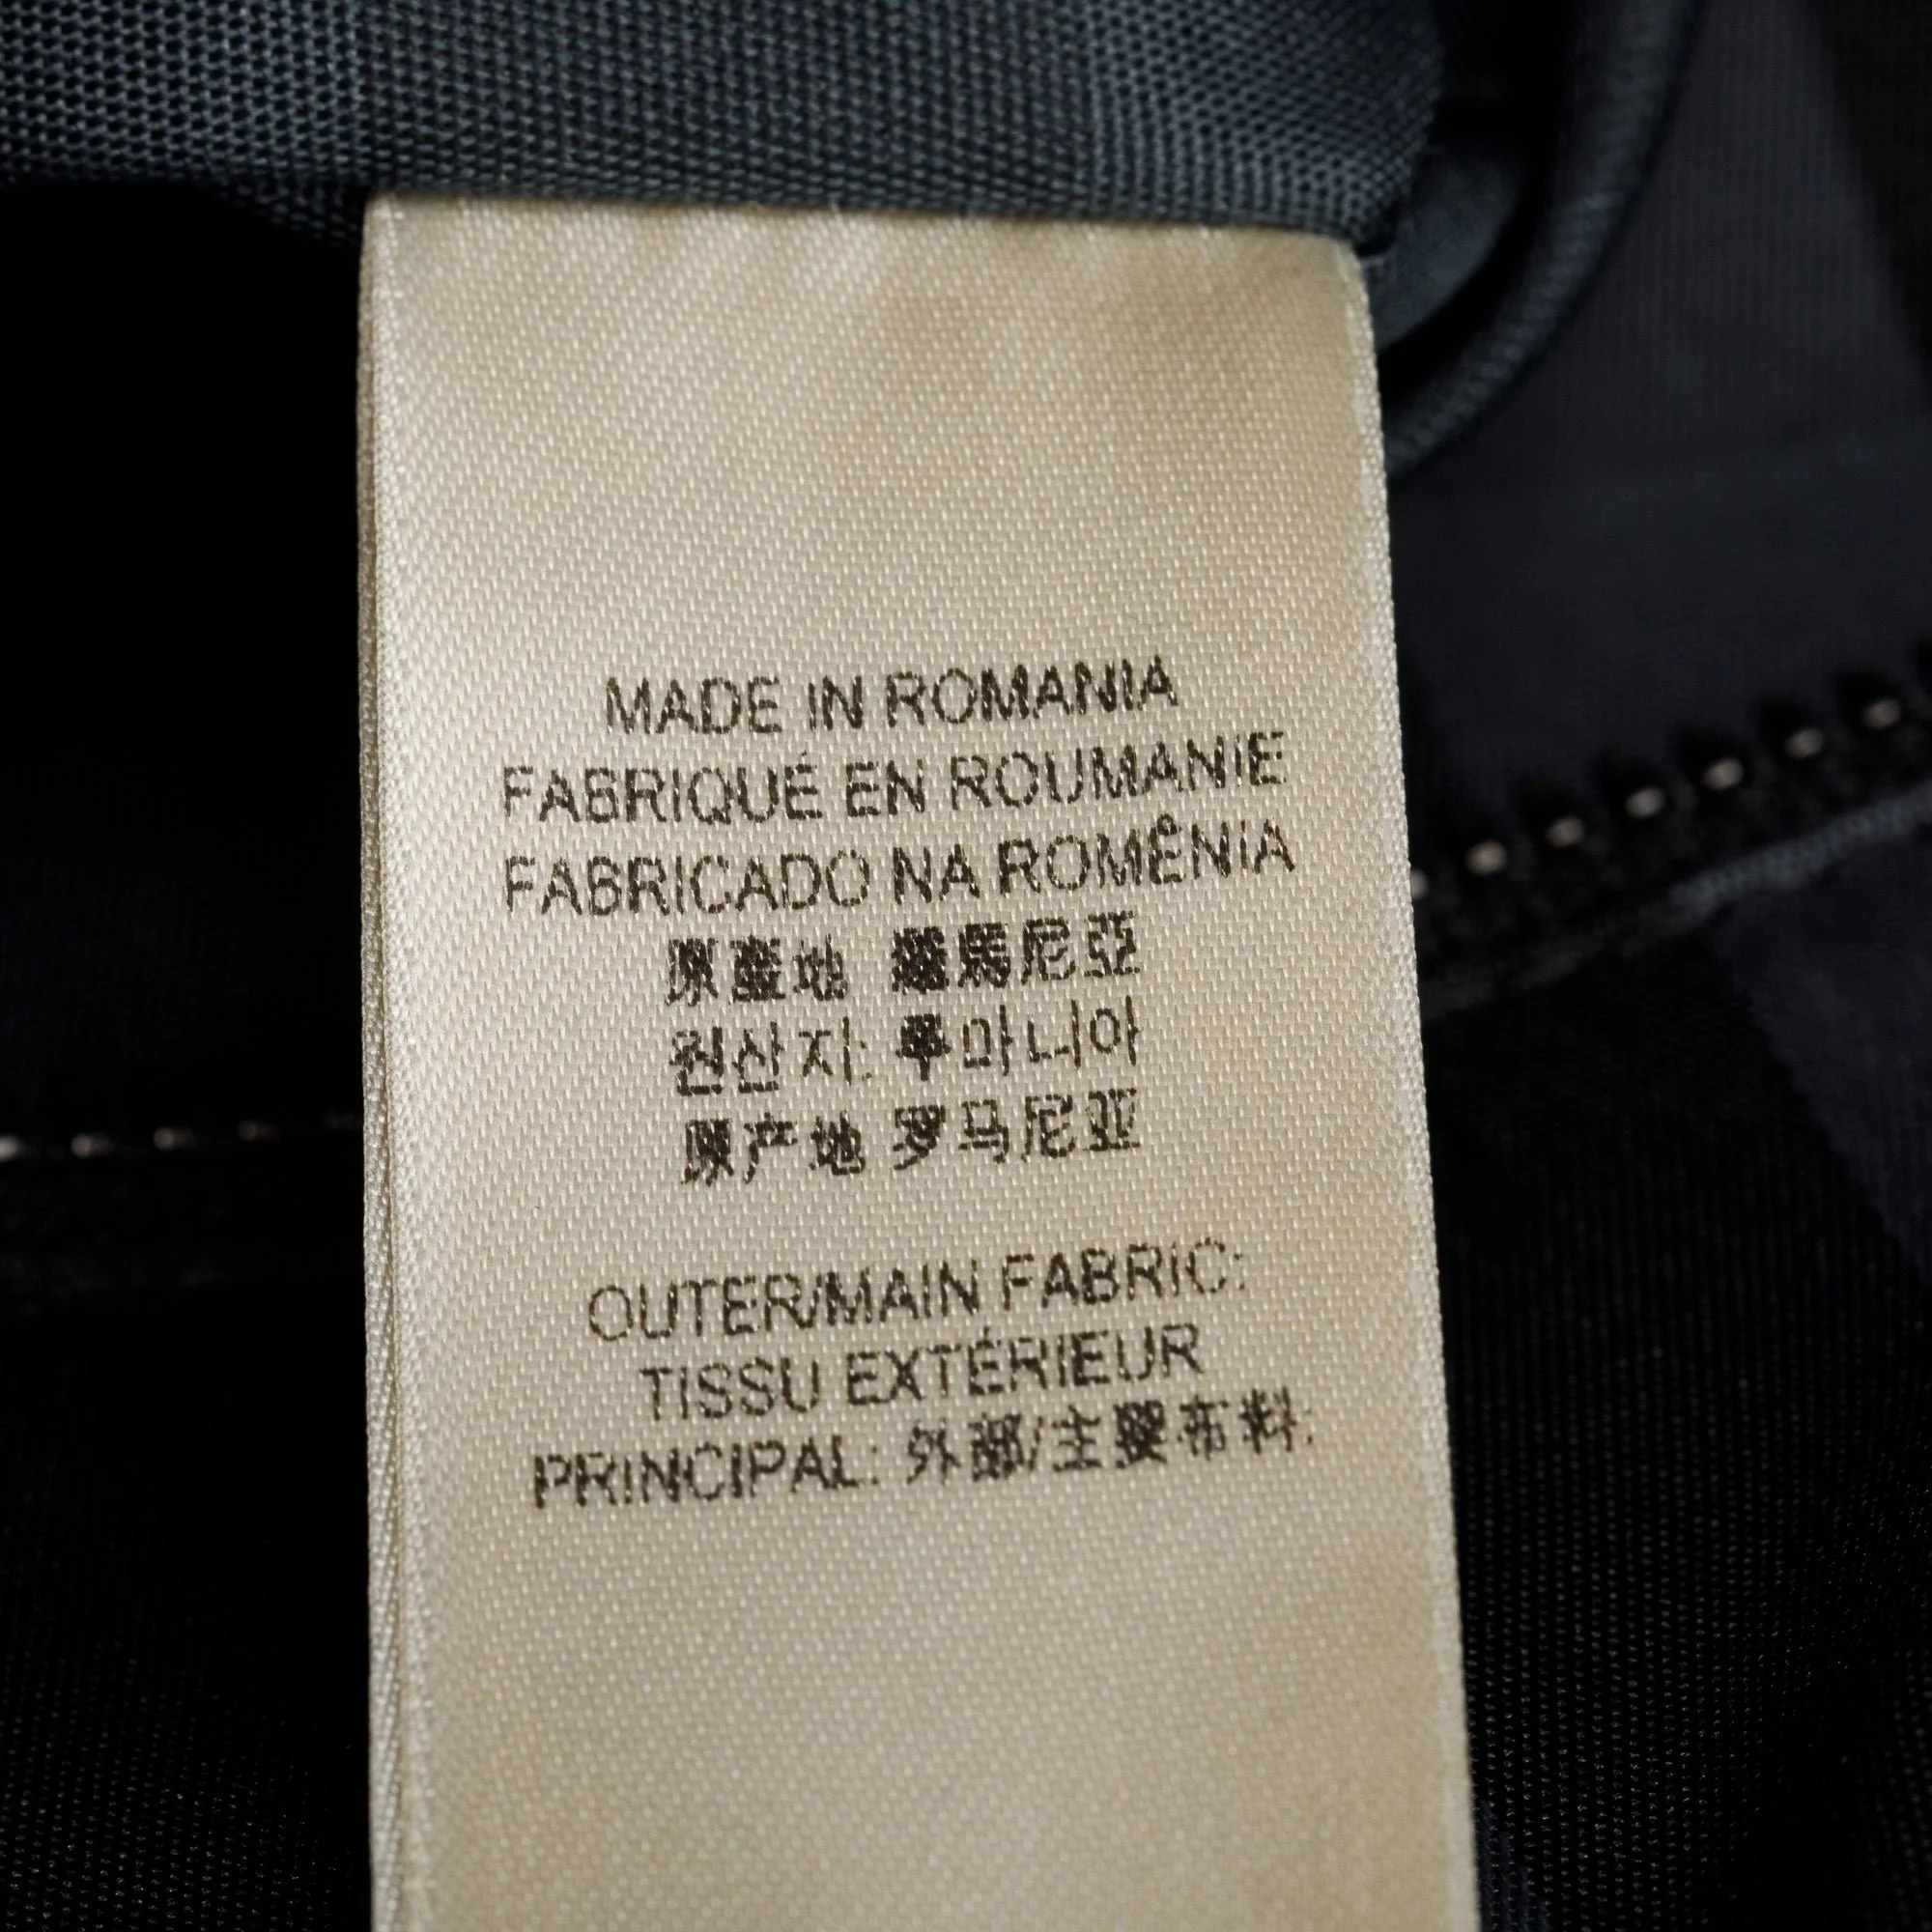 MADE IN ROMANIA
FABRIQUÉ EN ROUMANIE
FABRICADO NA ROMÊNIA
原産地 羅馬尼亞
원산지: 루마니아
原产地 罗马尼亚
OUTER/MAIN FABRIC:
TISSU EXTÉRIEUR
PRINCIPAL: 外部/主要布料: